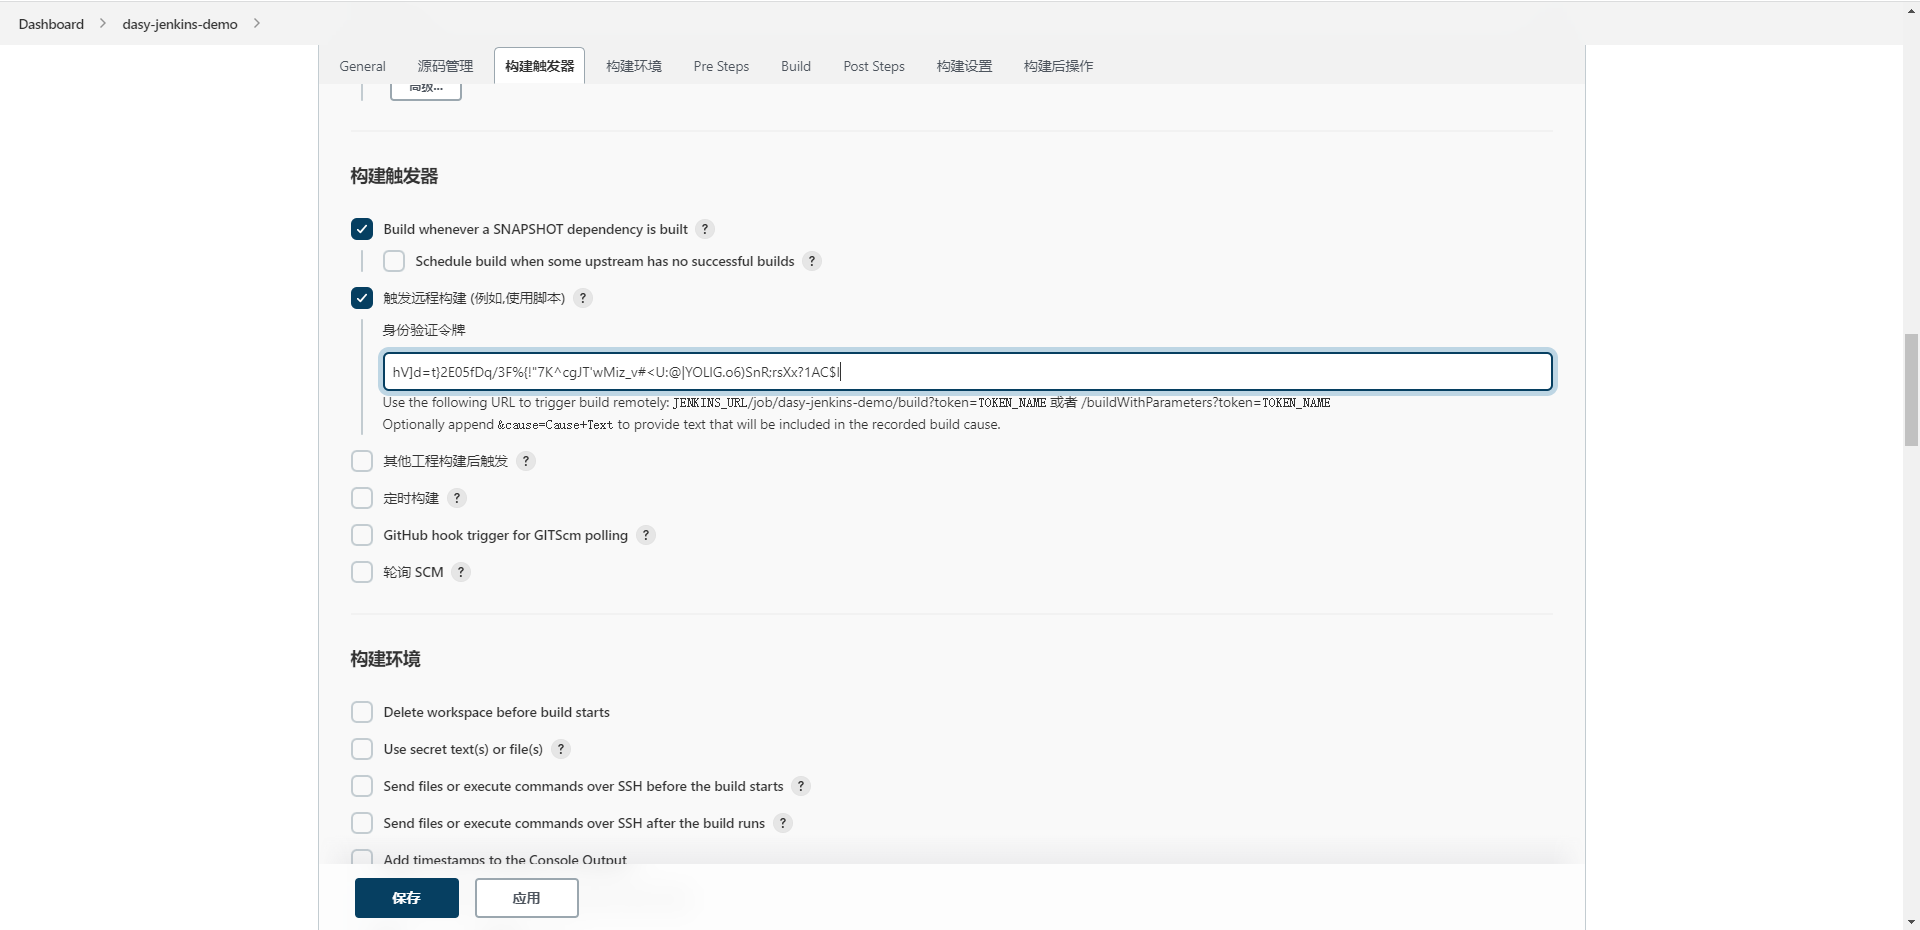 Dashboard > dasy-jenkins-demo >
General 源码管理 构建触发器 构建环境 Pre Steps Build Post Steps 构建设置 构建后操作
高级...
构建触发器
Build whenever a SNAPSHOT dependency is built ?
Schedule build when some upstream has no successful builds ?
触发远程构建 (例如,使用脚本) ?
身份验证令牌
hV]d=t}2E05fDq/3F%{!"7K^cgJT'wMiz_v#<U:@|YOLIG.o6)SnR;rsXx?1AC$l
Use the following URL to trigger build remotely: JENKINS_URL/job/dasy-jenkins-demo/build?token=TOKEN_NAME 或者 /buildWithParameters?token=TOKEN_NAME
Optionally append &cause=Cause+Text to provide text that will be included in the recorded build cause.
其他工程构建后触发 ?
定时构建 ?
GitHub hook trigger for GITScm polling ?
轮询 SCM ?
构建环境
Delete workspace before build starts
Use secret text(s) or file(s) ?
Send files or execute commands over SSH before the build starts ?
Send files or execute commands over SSH after the build runs ?
Add timestamps to the Console Output
保存 应用